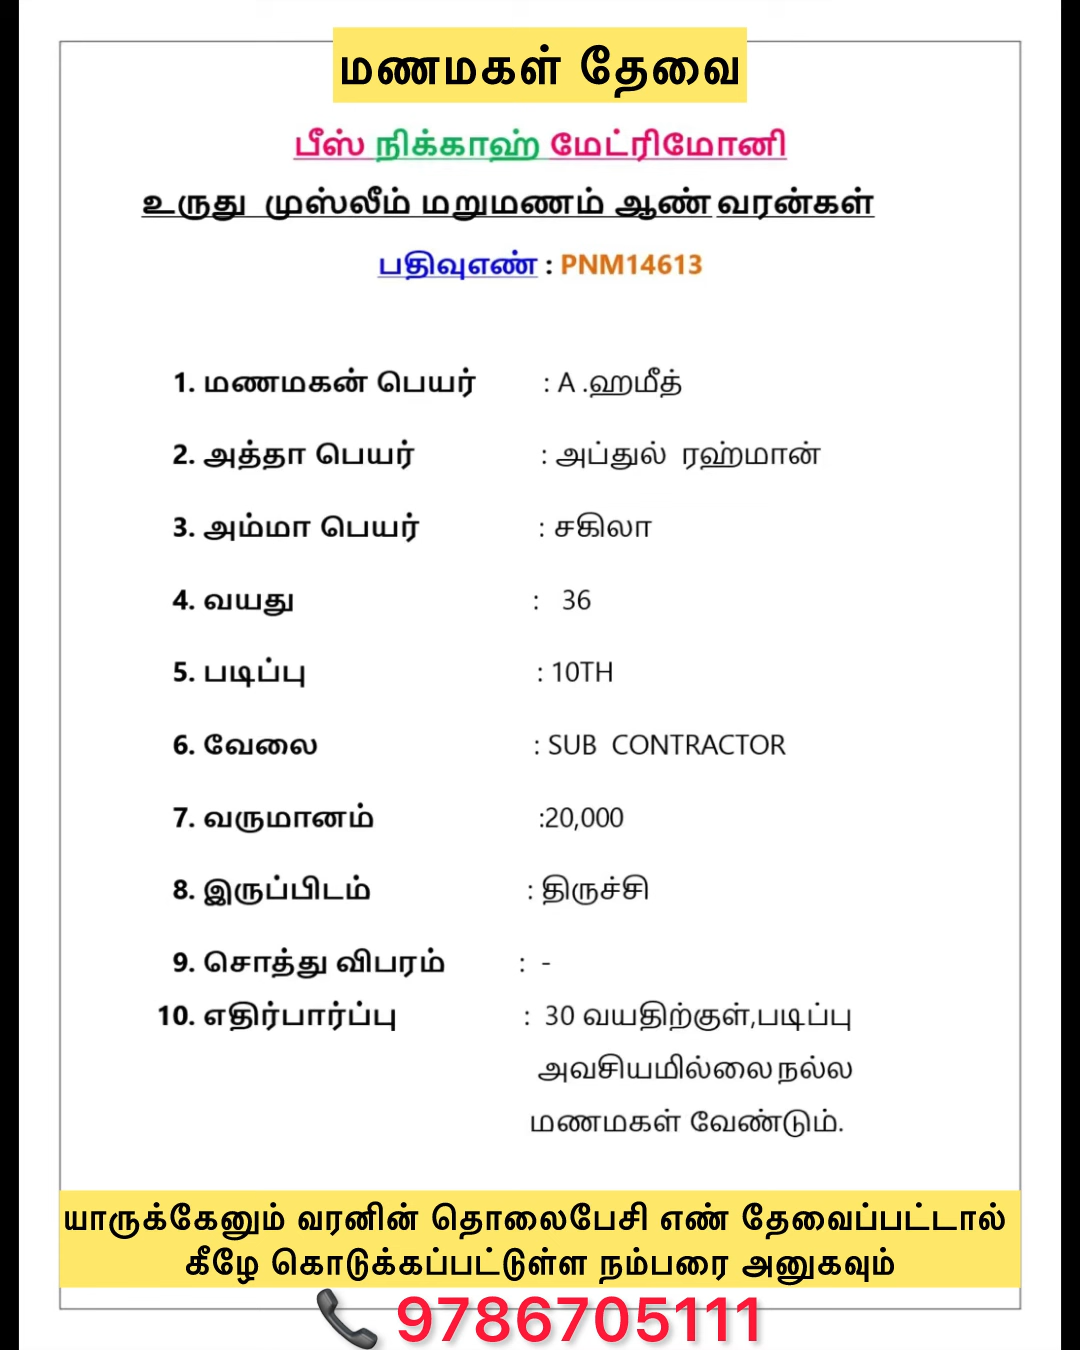 மணமகள் தேவை
பீஸ் நிக்காஹ் மேட்ரிமோனி
உருது முஸ்லீம் மறுமணம் ஆண் வரன்கள்
பதிவுஎண் : PNM14613
1. மணமகன் பெயர் : A .ஹமீத்
2. அத்தா பெயர் : அப்துல் ரஹ்மான்
3. அம்மா பெயர் : சகிலா
4. வயது : 36
5. படிப்பு : 10TH
6. வேலை : SUB CONTRACTOR
7. வருமானம் :20,000
8. இருப்பிடம் : திருச்சி
9. சொத்து விபரம் : -
10. எதிர்பார்ப்பு : 30 வயதிற்குள்,படிப்பு
அவசியமில்லை நல்ல
மணமகள் வேண்டும்.
யாருக்கேனும் வரனின் தொலைபேசி எண் தேவைப்பட்டால்
கீழே கொடுக்கப்பட்டுள்ள நம்பரை அனுகவும்
9786705111